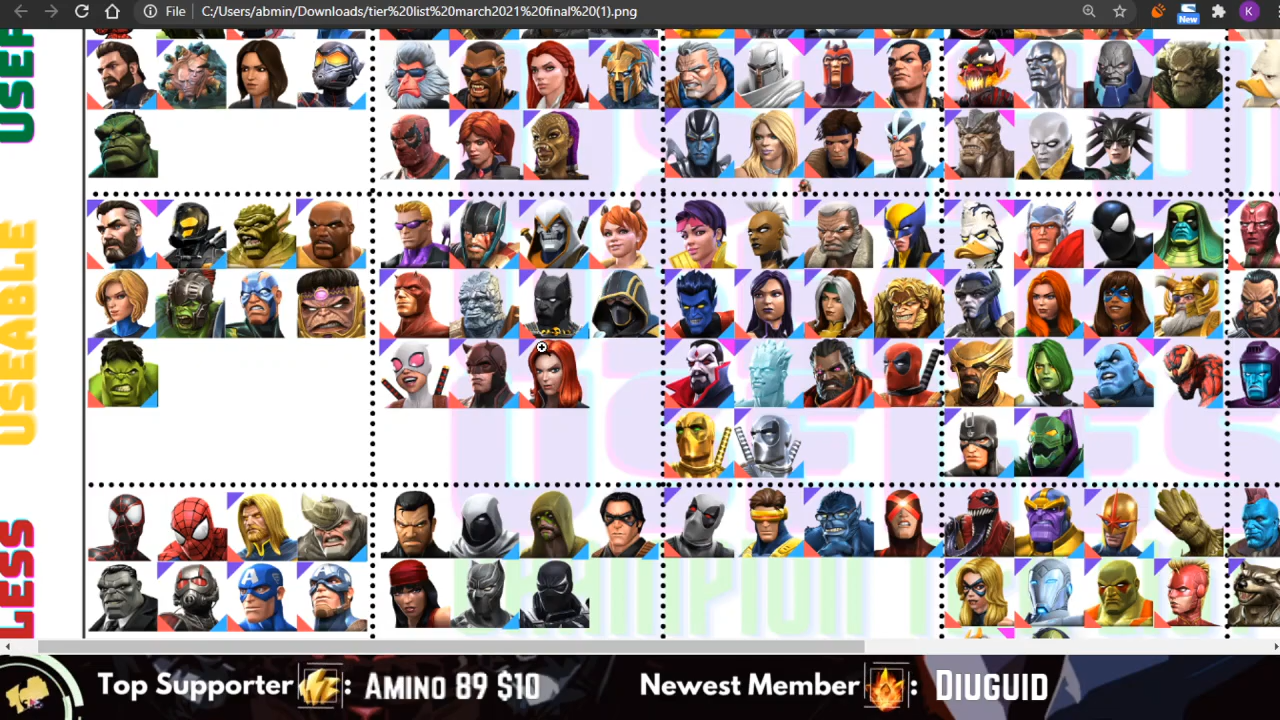 File
C:/Users/abmin/Downloads/tier%20list%20march2021%20final%20(1).png
New
K
USEABLE
LESS
Top Supporter : Amino 89 $10
Newest Member : Diuguid